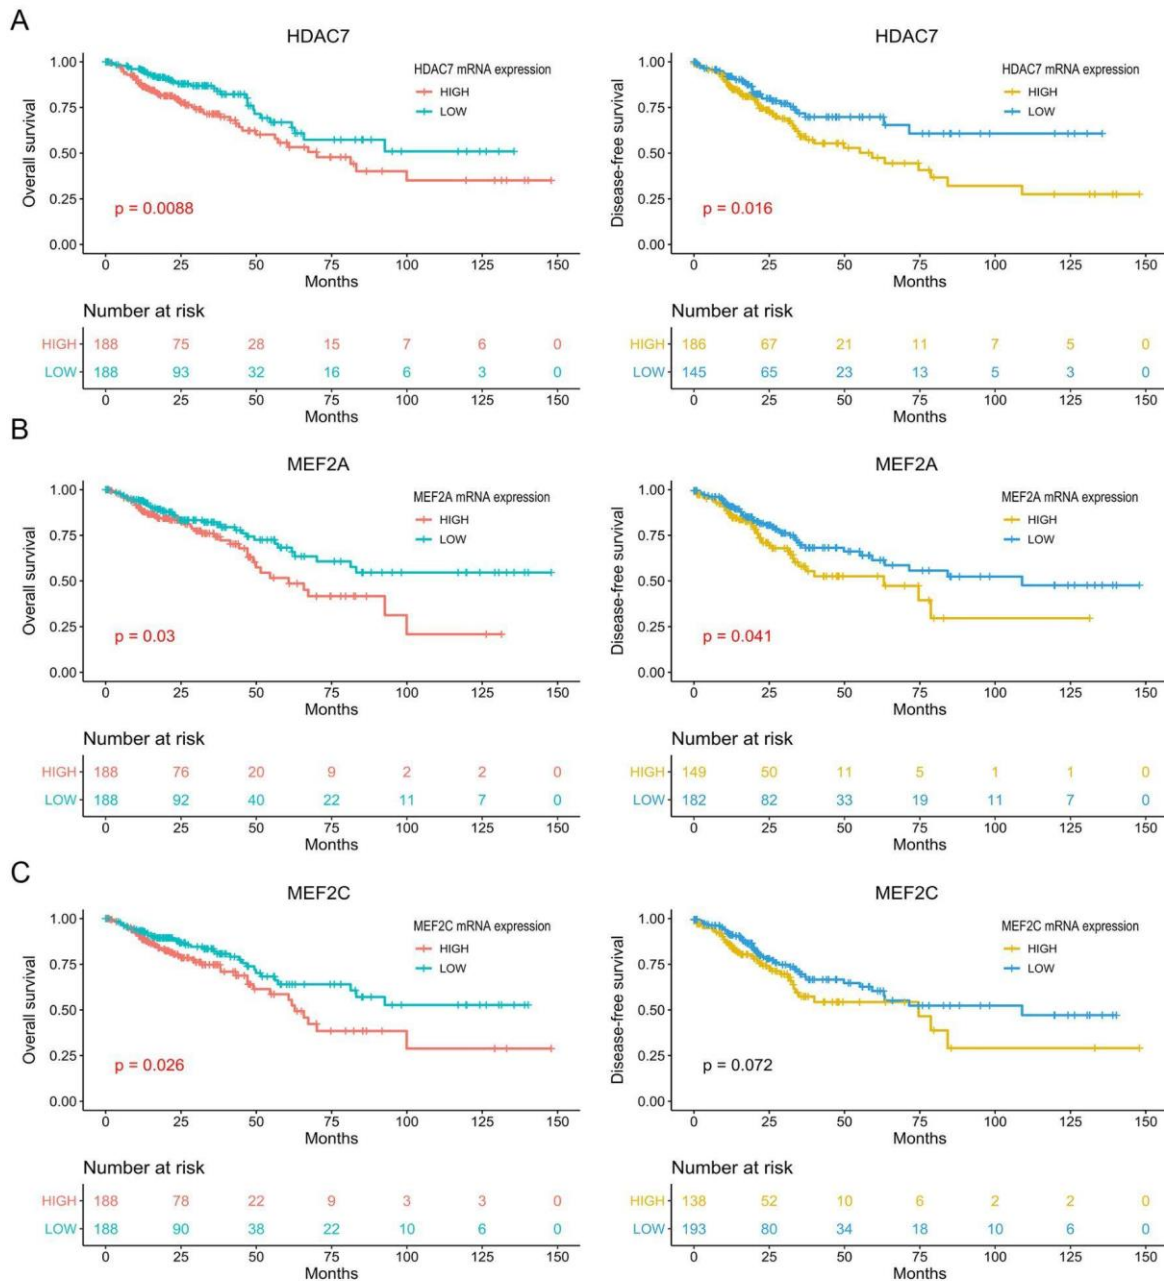 A
HDAC7
HDAC7 mRNA expression
HIGH
LOW
Overall survival
1.00
0.75
0.50
0.25
0.00
p = 0.0088
0 25 50 75 100 125 150
Months
Number at risk
HIGH 188 75 28 15 7 6 0
LOW 188 93 32 16 6 3 0
0 25 50 75 100 125 150
Months
HDAC7
HDAC7 mRNA expression
HIGH
LOW
Disease-free survival
1.00
0.75
0.50
0.25
0.00
p = 0.016
0 25 50 75 100 125 150
Months
Number at risk
HIGH 186 67 21 11 7 5 0
LOW 145 65 23 13 5 3 0
0 25 50 75 100 125 150
Months
B
MEF2A
MEF2A mRNA expression
HIGH
LOW
Overall survival
1.00
0.75
0.50
0.25
0.00
p = 0.03
0 25 50 75 100 125 150
Months
Number at risk
HIGH 188 76 20 9 2 2 0
LOW 188 92 40 22 11 7 0
0 25 50 75 100 125 150
Months
MEF2A
MEF2A mRNA expression
HIGH
LOW
Disease-free survival
1.00
0.75
0.50
0.25
0.00
p = 0.041
0 25 50 75 100 125 150
Months
Number at risk
HIGH 149 50 11 5 1 1 0
LOW 182 82 33 19 11 7 0
0 25 50 75 100 125 150
Months
C
MEF2C
MEF2C mRNA expression
HIGH
LOW
Overall survival
1.00
0.75
0.50
0.25
0.00
p = 0.026
0 25 50 75 100 125 150
Months
Number at risk
HIGH 188 78 22 9 3 3 0
LOW 188 90 38 22 10 6 0
0 25 50 75 100 125 150
Months
MEF2C
MEF2C mRNA expression
HIGH
LOW
Disease-free survival
1.00
0.75
0.50
0.25
0.00
p = 0.072
0 25 50 75 100 125 150
Months
Number at risk
HIGH 138 52 10 6 2 2 0
LOW 193 80 34 18 10 6 0
0 25 50 75 100 125 150
Months